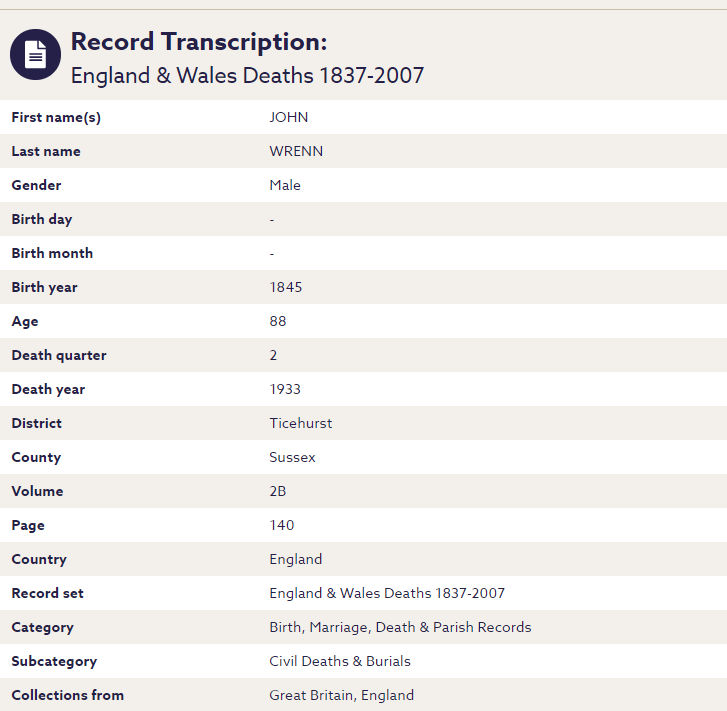 Record Transcription:
England & Wales Deaths 1837-2007
First name(s) JOHN
Last name WRENN
Gender Male
Birth day -
Birth month -
Birth year 1845
Age 88
Death quarter 2
Death year 1933
District Ticehurst
County Sussex
Volume 2B
Page 140
Country England
Record set England & Wales Deaths 1837-2007
Category Birth, Marriage, Death & Parish Records
Subcategory Civil Deaths & Burials
Collections from Great Britain, England